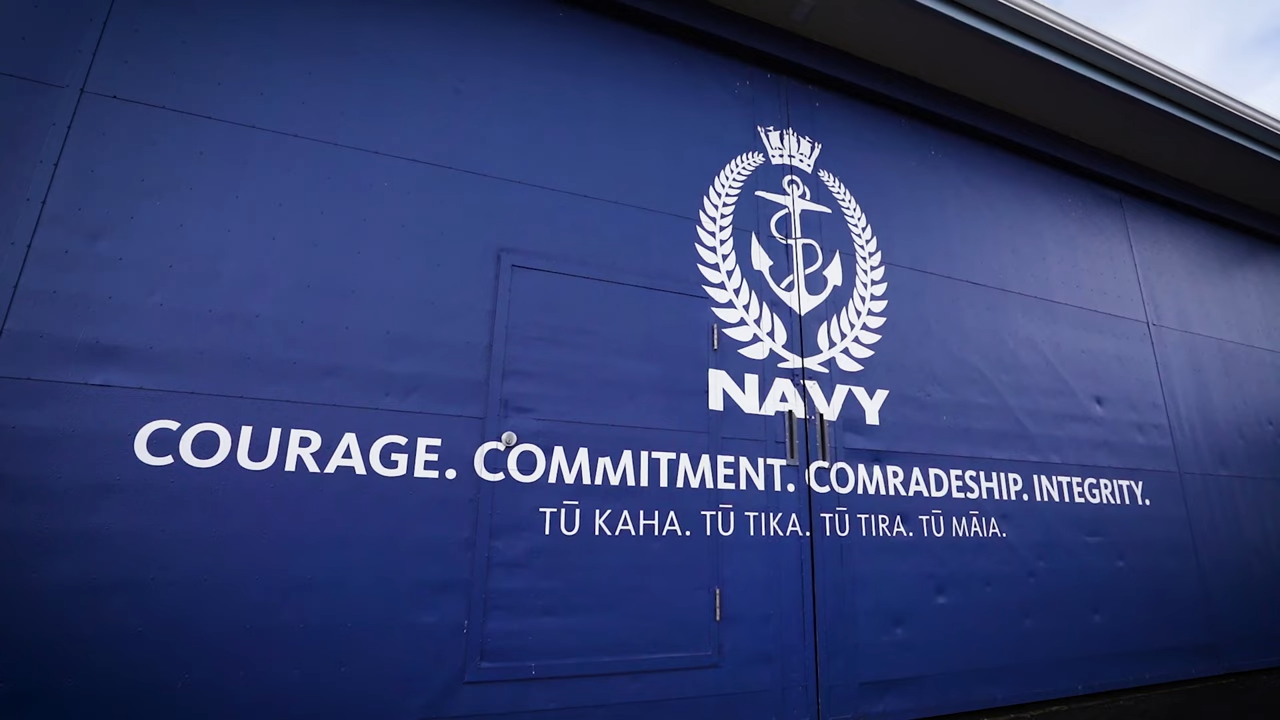 NAVY
COURAGE. COMMITMENT. COMRADESHIP. INTEGRITY.
TŪ KAHA. TŪ TIKA. TŪ TIRA. TŪ MĀIA.